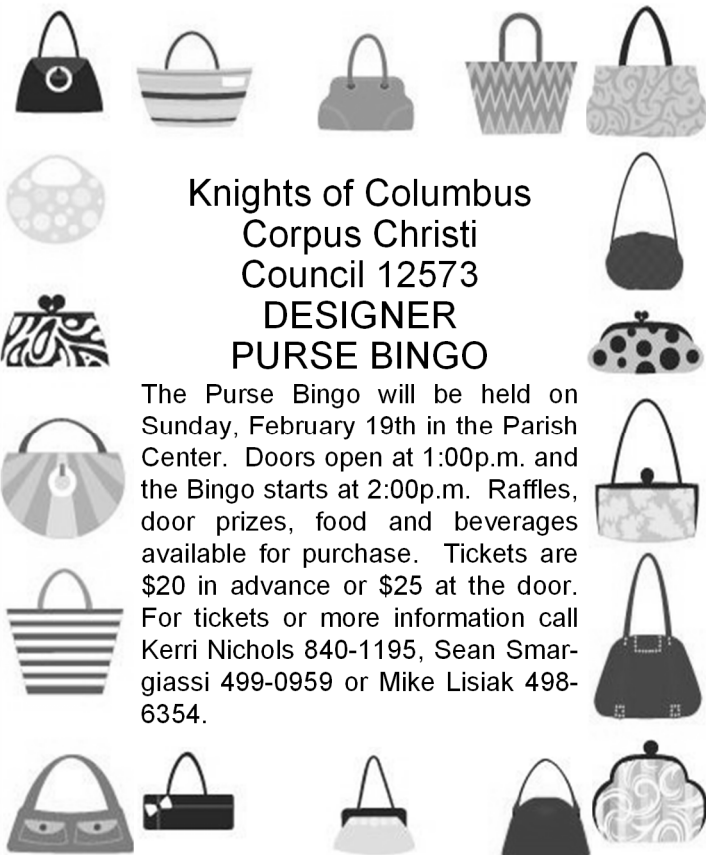 Knights of Columbus
Corpus Christi
Council 12573
DESIGNER
PURSE BINGO
The Purse Bingo will be held on
Sunday, February 19th in the Parish
Center. Doors open at 1:00p.m. and
the Bingo starts at 2:00p.m. Raffles,
door prizes, food and beverages
available for purchase. Tickets are
$20 in advance or $25 at the door.
For tickets or more information call
Kerri Nichols 840-1195, Sean Smar-
giassi 499-0959 or Mike Lisiak 498-
6354.